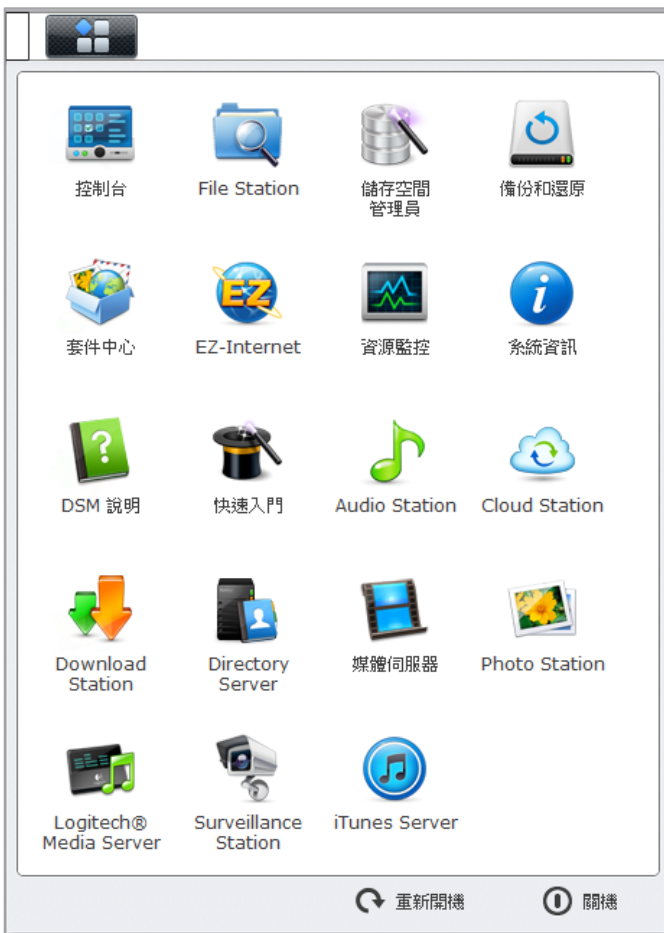 控制台
File Station
儲存空間
管理員
備份和還原
套件中心
EZ
EZ-Internet
資源監控
i
系統資訊
?
DSM 說明
快速入門
Audio Station
Cloud Station
Download
Station
Directory
Server
媒體伺服器
Photo Station
Logitech®
Media Server
Surveillance
Station
iTunes Server
重新開機
關機